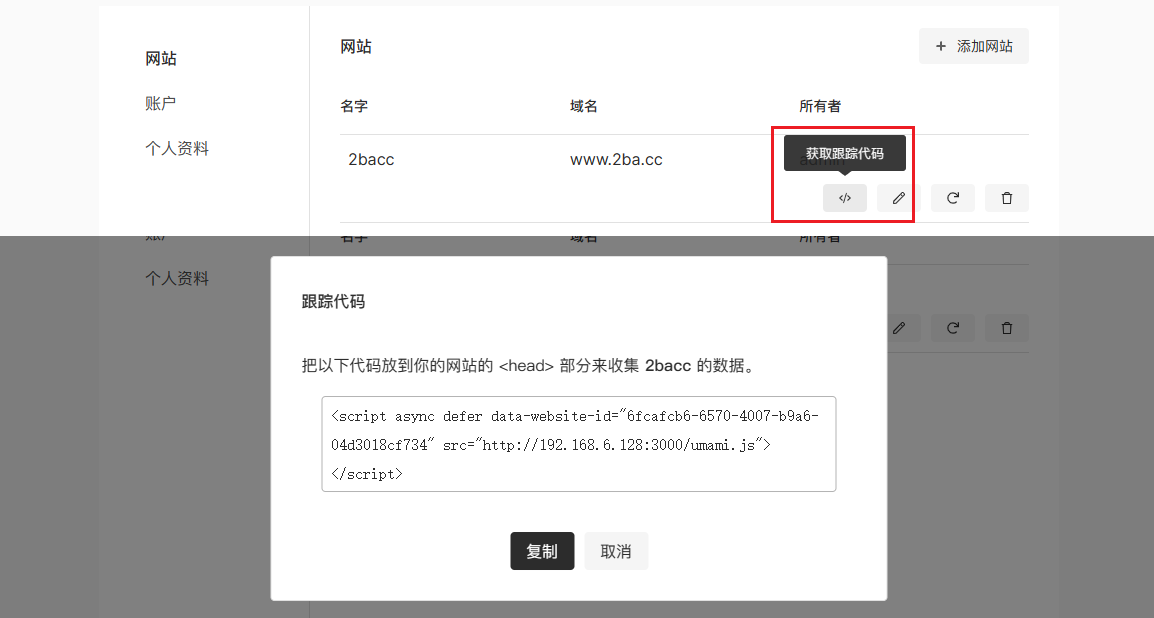 网站
账户
个人资料
网站
+ 添加网站
名字 域名 所有者
2bacc www.2ba.cc
获取跟踪代码
</>
名字 域名 所有者
个人资料
跟踪代码
把以下代码放到你的网站的 <head> 部分来收集 2bacc 的数据。
<script async defer data-website-id="6fcafcb6-6570-4007-b9a6-
04d3018cf734" src="http://192.168.6.128:3000/umami.js">
</script>
复制 取消